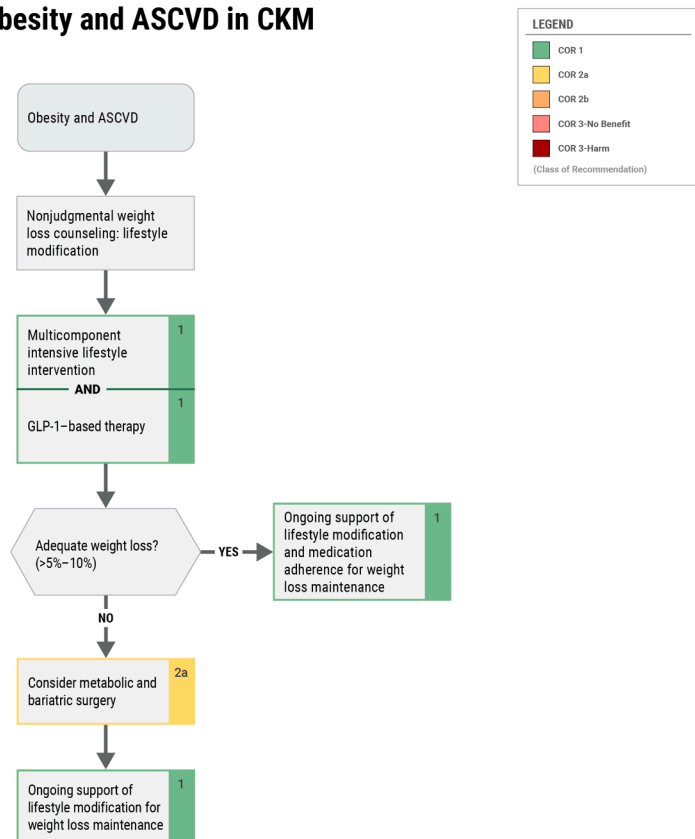 besity and ASCVD in CKM
LEGEND
COR 1
COR 2a
COR 2b
COR 3-No Benefit
COR 3-Harm
(Class of Recommendation)
Obesity and ASCVD
Nonjudgmental weight
loss counseling: lifestyle
modification
1
Multicomponent
intensive lifestyle
intervention
AND
1
GLP-1–based therapy
Adequate weight loss?
(>5%–10%)
YES
Ongoing support of
lifestyle modification
and medication
adherence for weight
loss maintenance
1
NO
Consider metabolic and
bariatric surgery
2a
Ongoing support of
lifestyle modification for
weight loss maintenance
1